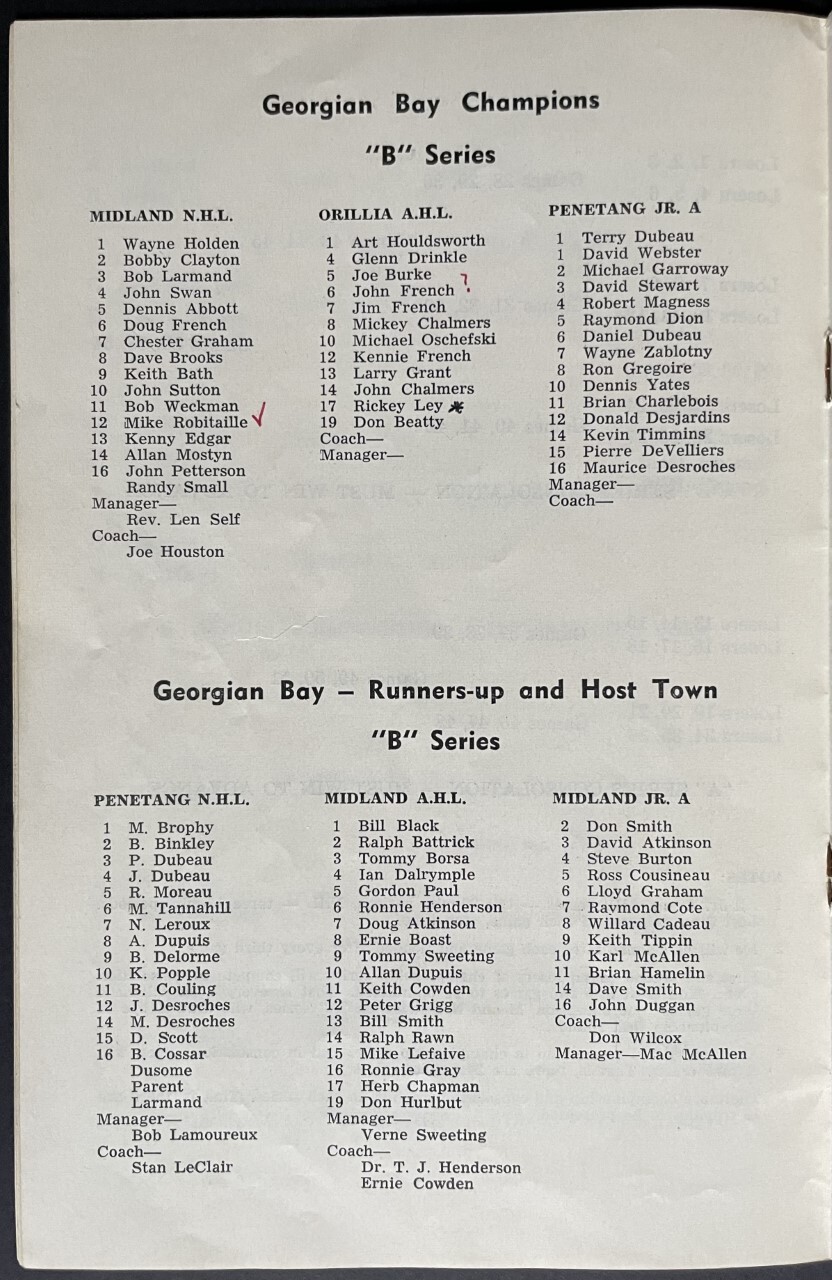 Georgian Bay Champions
"B" Series
MIDLAND N.H.L.
1 Wayne Holden
2 Bobby Clayton
3 Bob Larmand
4 John Swan
5 Dennis Abbott
6 Doug French
7 Chester Graham
8 Dave Brooks
9 Keith Bath
10 John Sutton
11 Bob Weckman
12 Mike Robitaille ✓
13 Kenny Edgar
14 Allan Mostyn
16 John Petterson
Randy Small
Manager—
Rev. Len Self
Coach—
Joe Houston
ORILLIA A.H.L.
1 Art Houldsworth
4 Glenn Drinkle
5 Joe Burke
6 John French ?
7 Jim French
8 Mickey Chalmers
10 Michael Oschefski
12 Kennie French
13 Larry Grant
14 John Chalmers
17 Rickey Ley *
19 Don Beatty
Coach—
Manager—
PENETANG JR. A
1 Terry Dubeau
1 David Webster
2 Michael Garroway
3 David Stewart
4 Robert Magness
5 Raymond Dion
6 Daniel Dubeau
7 Wayne Zablotny
8 Ron Gregoire
10 Dennis Yates
11 Brian Charlebois
12 Donald Desjardins
14 Kevin Timmins
15 Pierre DeVelliers
16 Maurice Desroches
Manager—
Coach—
Georgian Bay – Runners-up and Host Town
"B" Series
PENETANG N.H.L.
1 M. Brophy
2 B. Binkley
3 P. Dubeau
4 J. Dubeau
5 R. Moreau
6 M. Tannahill
7 N. Leroux
8 A. Dupuis
9 B. Delorme
10 K. Popple
11 B. Couling
12 J. Desroches
14 M. Desroches
15 D. Scott
16 B. Cossar
Dusome
Parent
Larmand
Manager—
Bob Lamoureux
Coach—
Stan LeClair
MIDLAND A.H.L.
1 Bill Black
2 Ralph Battrick
3 Tommy Borsa
4 Ian Dalrymple
5 Gordon Paul
6 Ronnie Henderson
7 Doug Atkinson
8 Ernie Boast
9 Tommy Sweeting
10 Allan Dupuis
11 Keith Cowden
12 Peter Grigg
13 Bill Smith
14 Ralph Rawn
15 Mike Lefaive
16 Ronnie Gray
17 Herb Chapman
19 Don Hurlbut
Manager—
Verne Sweeting
Coach—
Dr. T. J. Henderson
Ernie Cowden
MIDLAND JR. A
2 Don Smith
3 David Atkinson
4 Steve Burton
5 Ross Cousineau
6 Lloyd Graham
7 Raymond Cote
8 Willard Cadeau
9 Keith Tippin
10 Karl McAllen
11 Brian Hamelin
14 Dave Smith
16 John Duggan
Coach—
Don Wilcox
Manager—Mac McAllen